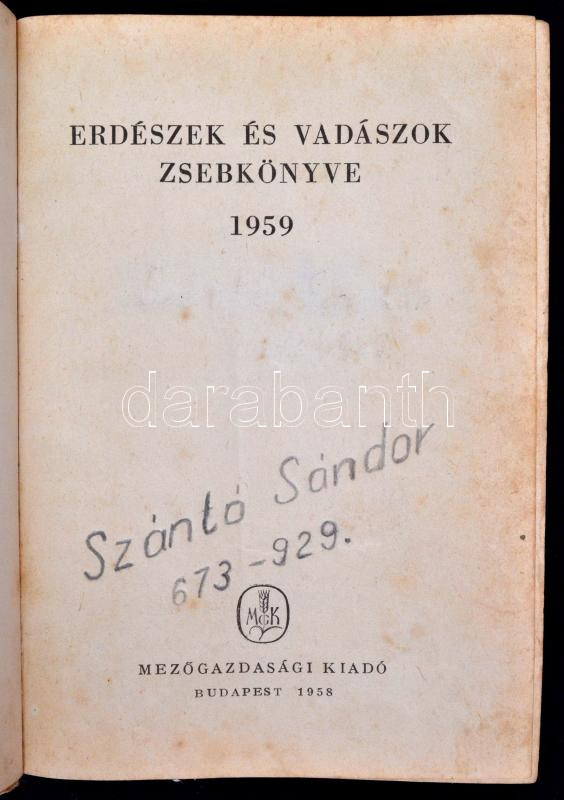 ERDÉSZEK ÉS VADÁSZOK
ZSEBKÖNYVE
1959
darabanth
Szántó Sándor
673-929.
MGK
MEZŐGAZDASÁGI KIADÓ
BUDAPEST 1958